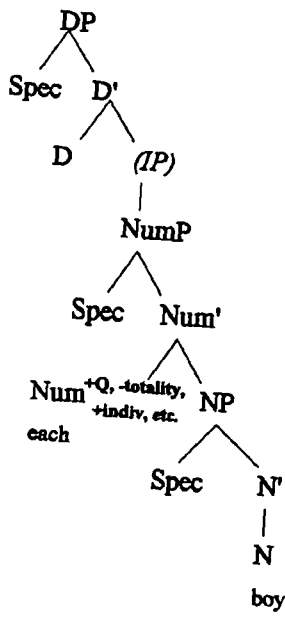 DP
Spec D'
D (IP)
NumP
Spec Num'
Num +Q, -totality, NP
+indiv, etc.
each
Spec N'
N
boy